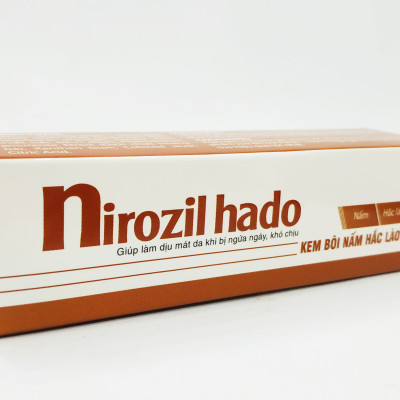 Nirozil hado
Giúp làm dịu mát da khi bị ngứa ngáy, khó chịu
Nấm
Hắc
KEM BÔI NẤM HẮC LÀO